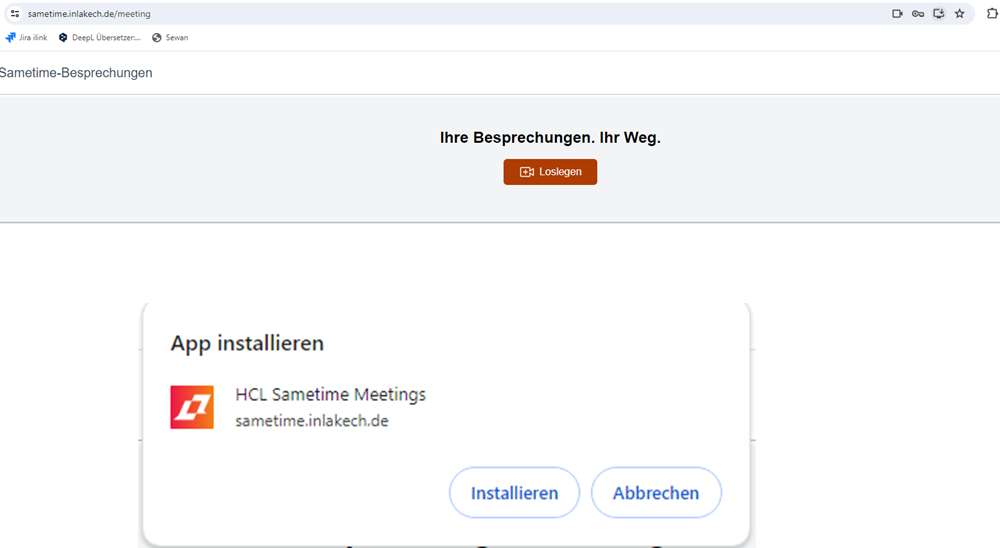 sametime.inlakech.de/meeting
Jira ilink DeepL Übersetzer:... Sewan
Sametime-Besprechungen
Ihre Besprechungen. Ihr Weg.
Loslegen
App installieren
HCL Sametime Meetings
sametime.inlakech.de
Installieren Abbrechen